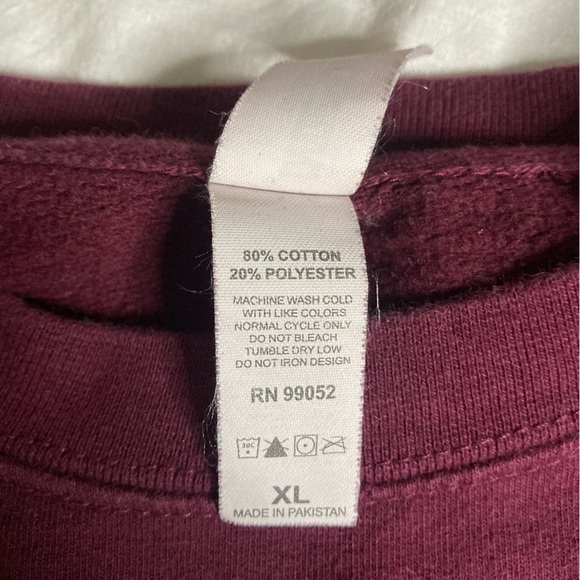 80% COTTON
20% POLYESTER
MACHINE WASH COLD
WITH LIKE COLORS
NORMAL CYCLE ONLY
DO NOT BLEACH
TUMBLE DRY LOW
DO NOT IRON DESIGN
RN 99052
30C
XL
MADE IN PAKISTAN